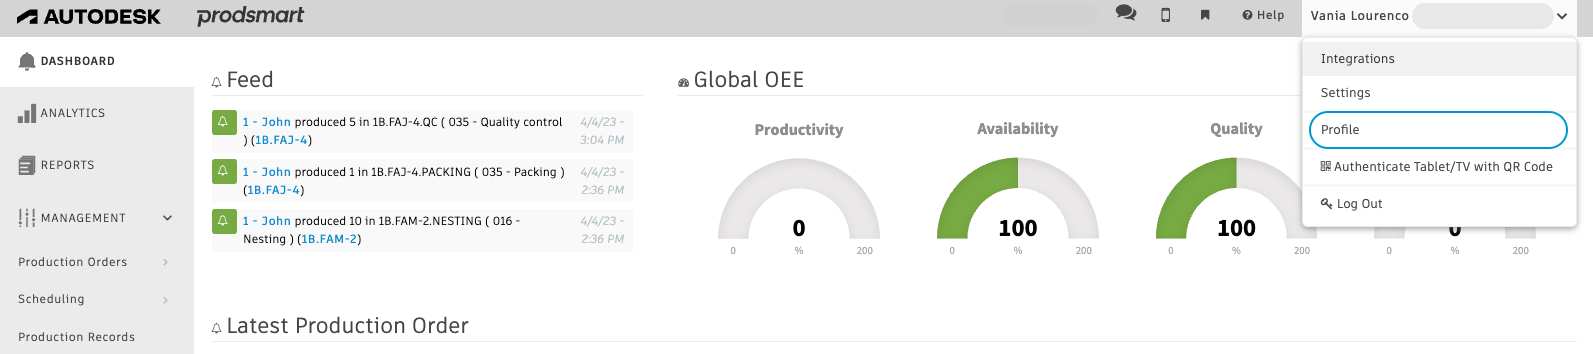 AUTODESK prodsmart
Help
Vania Lourenco
DASHBOARD
ANALYTICS
REPORTS
MANAGEMENT
Production Orders
Scheduling
Production Records
Feed
1 - John produced 5 in 1B.FAJ-4.QC ( 035 - Quality control
) (1B.FAJ-4)
4/4/23 -
3:04 PM
1 - John produced 1 in 1B.FAJ-4.PACKING ( 035 - Packing )
(1B.FAJ-4)
4/4/23 -
2:36 PM
1 - John produced 10 in 1B.FAM-2.NESTING ( 016 -
Nesting ) (1B.FAM-2)
4/4/23 -
2:36 PM
Global OEE
Productivity
0
0 % 200
Availability
100
0 % 200
Quality
100
0 % 200
0
0 % 200
Integrations
Settings
Profile
Authenticate Tablet/TV with QR Code
Log Out
Latest Production Order